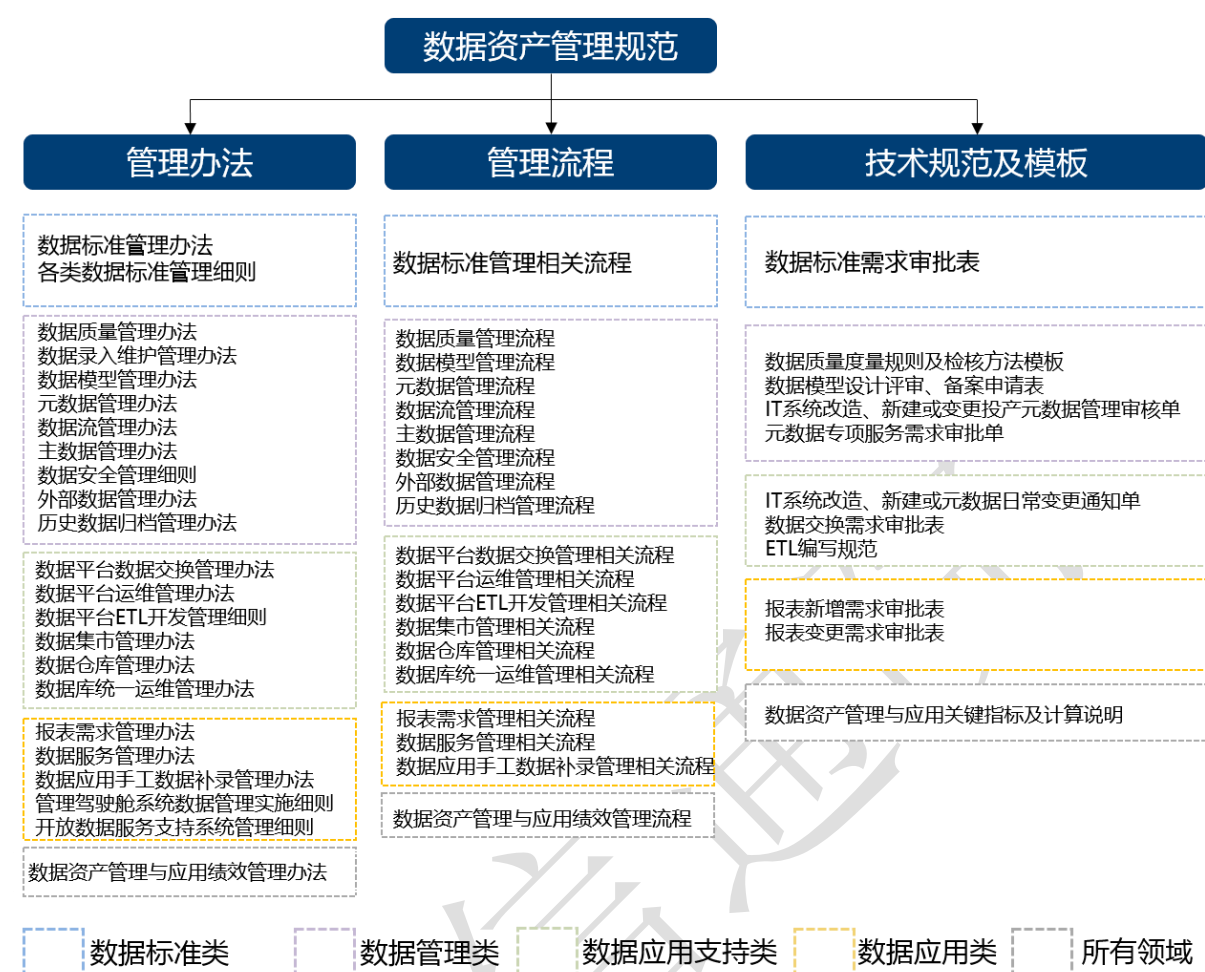 数据资产管理规范
管理办法
数据标准管理办法
各类数据标准管理细则
数据质量管理办法
数据录入维护管理办法
数据模型管理办法
元数据管理办法
数据流管理办法
主数据管理办法
数据安全管理细则
外部数据管理办法
历史数据归档管理办法
数据平台数据交换管理办法
数据平台运维管理办法
数据平台ETL开发管理细则
数据集市管理办法
数据仓库管理办法
数据库统一运维管理办法
报表需求管理办法
数据服务管理办法
数据应用手工数据补录管理办法
管理驾驶舱系统数据管理实施细则
开放数据服务支持系统管理细则
数据资产管理与应用绩效管理办法
管理流程
数据标准管理相关流程
数据质量管理流程
数据模型管理流程
元数据管理流程
数据流管理流程
主数据管理流程
数据安全管理流程
外部数据管理流程
历史数据归档管理流程
数据平台数据交换管理相关流程
数据平台运维管理相关流程
数据平台ETL开发管理相关流程
数据集市管理相关流程
数据仓库管理相关流程
数据库统一运维管理相关流程
报表需求管理相关流程
数据服务管理相关流程
数据应用手工数据补录管理相关流程
数据资产管理与应用绩效管理流程
技术规范及模板
数据标准需求审批表
数据质量度量规则及检核方法模板
数据模型设计评审、备案申请表
IT系统改造、新建或变更投产元数据管理审核单
元数据专项服务需求审批单
IT系统改造、新建或元数据日常变更通知单
数据交换需求审批表
ETL编写规范
报表新增需求审批表
报表变更需求审批表
数据资产管理与应用关键指标及计算说明
数据标准类
数据管理类
数据应用支持类
数据应用类
所有领域